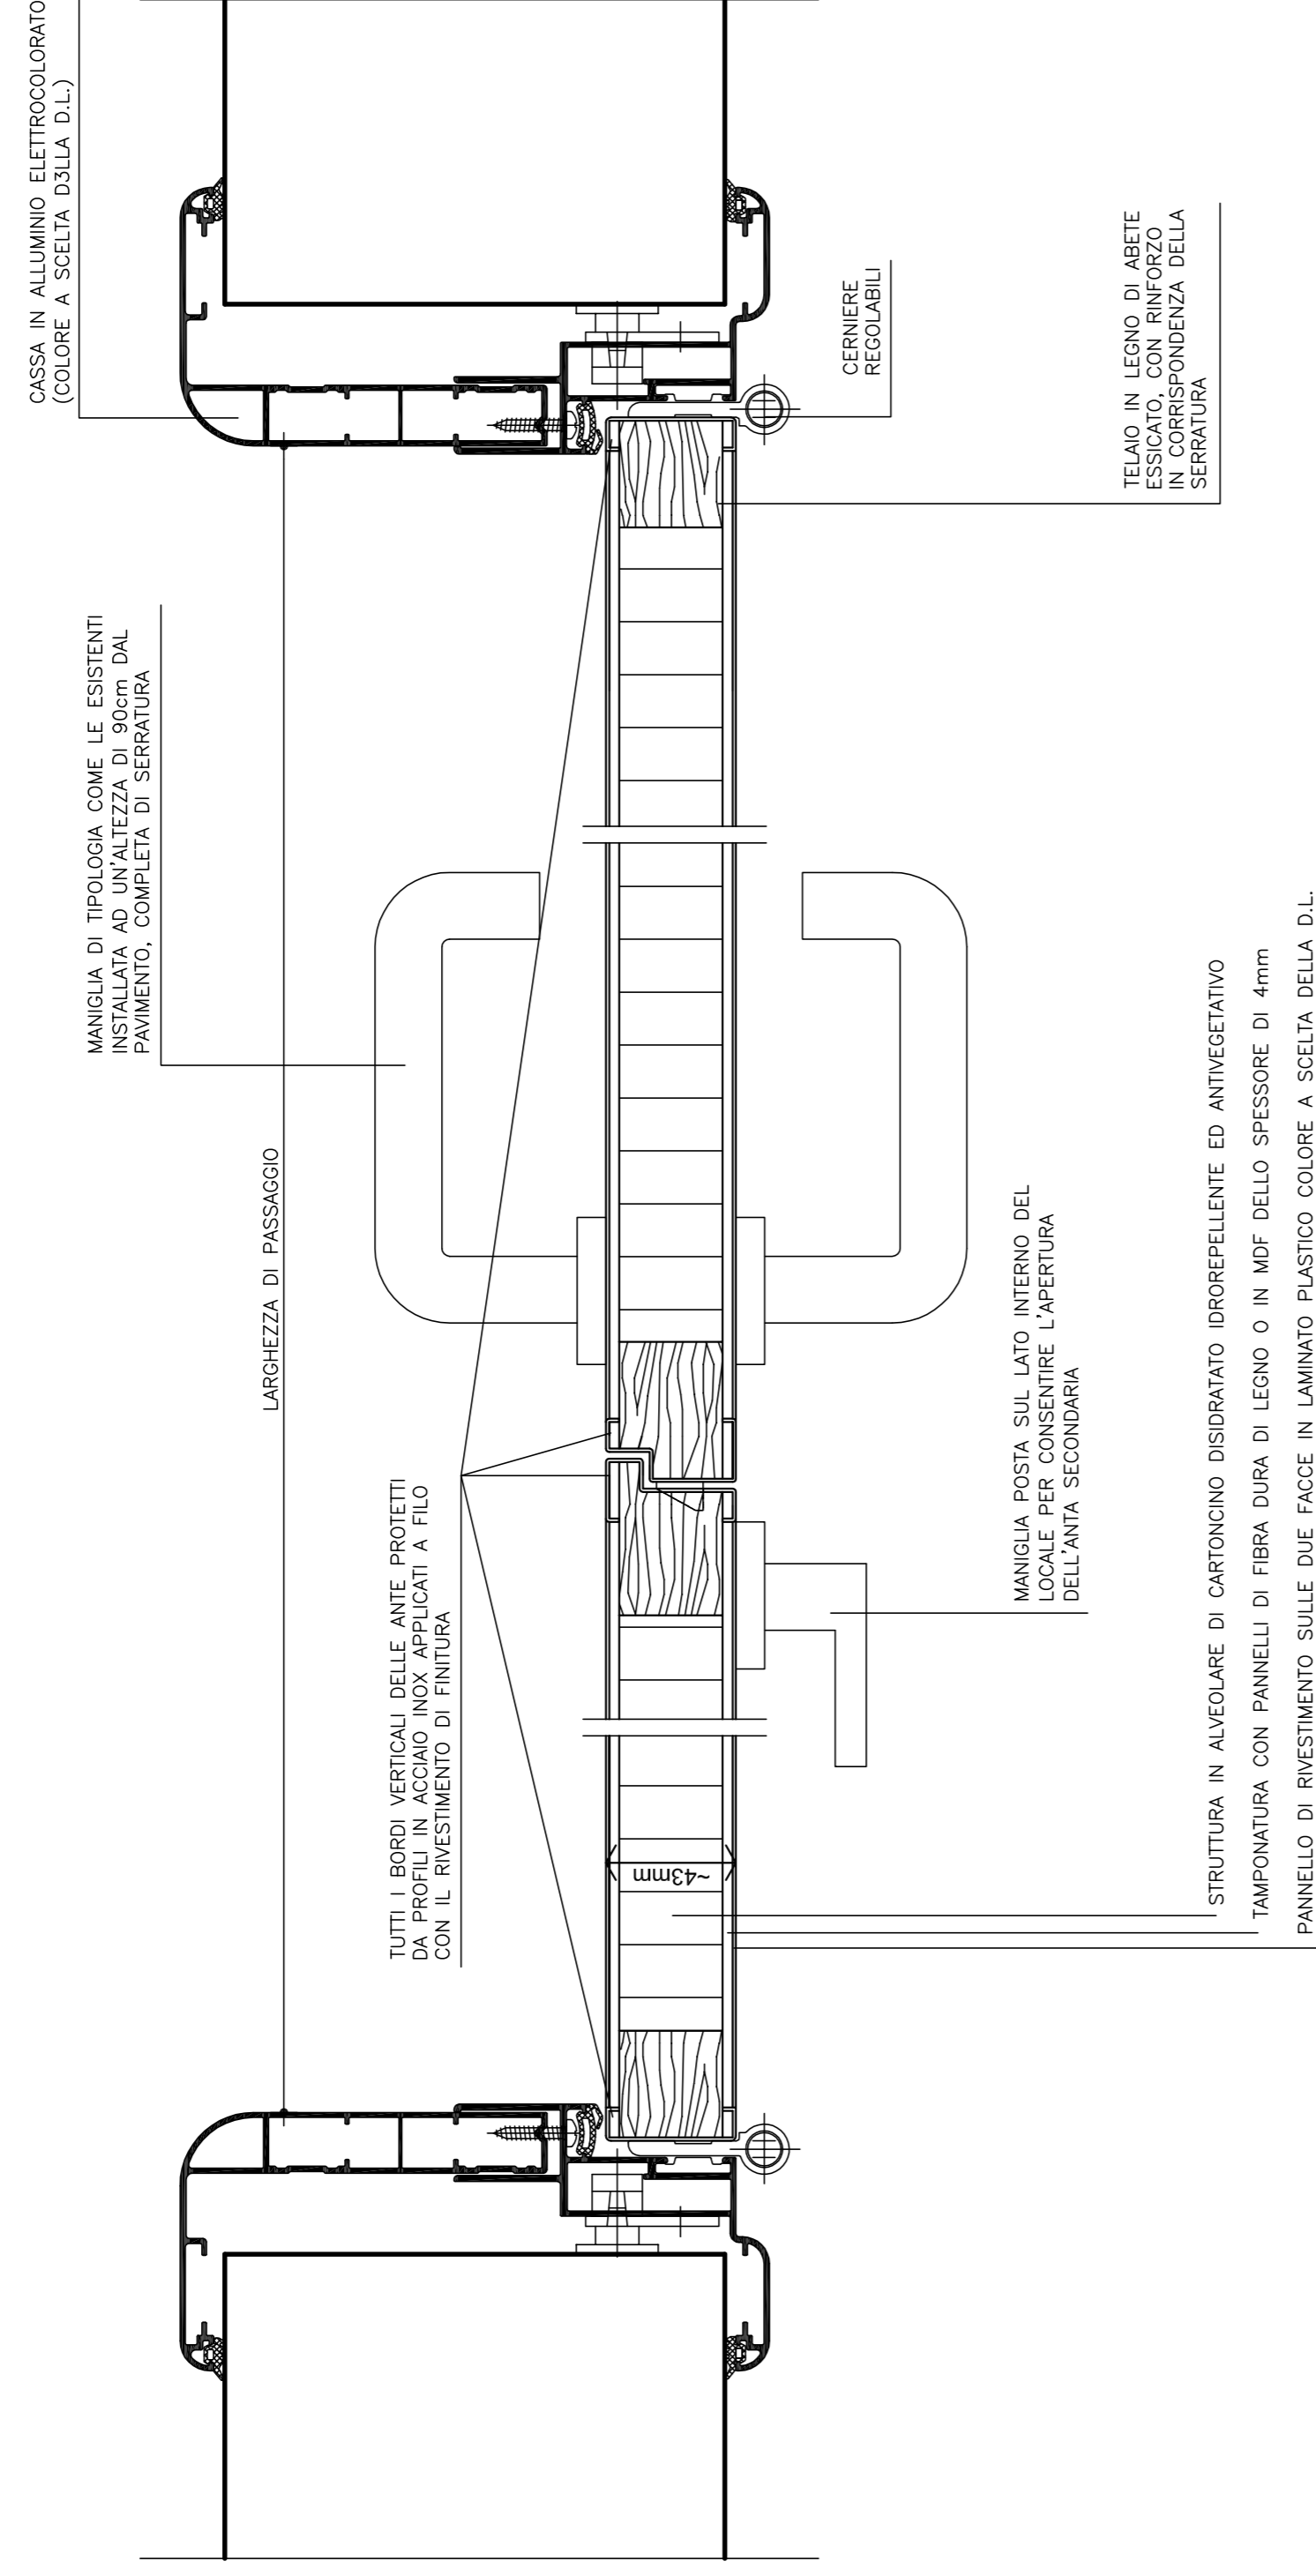 CASSA IN ALLUMINIO ELETTROCOLORATO
(COLORE A SCELTA D3LLA D.L.)
MANIGLIA DI TIPOLOGIA COME LE ESISTENTI
INSTALLATA AD UN'ALTEZZA DI 90cm DAL
PAVIMENTO, COMPLETA DI SERRATURA
LARGHEZZA DI PASSAGGIO
TUTTI I BORDI VERTICALI DELLE ANTE PROTETTI
DA PROFILI IN ACCIAIO INOX APPLICATI A FILO
CON IL RIVESTIMENTO DI FINITURA
~43mm
CERNIERE
REGOLABILI
MANIGLIA POSTA SUL LATO INTERNO DEL
LOCALE PER CONSENTIRE L'APERTURA
DELL'ANTA SECONDARIA
TELAIO IN LEGNO DI ABETE
ESSICATO, CON RINFORZO
IN CORRISPONDENZA DELLA
SERRATURA
STRUTTURA IN ALVEOLARE DI CARTONCINO DISIDRATATO IDROREPELLENTE ED ANTIVEGETATIVO
TAMPONATURA CON PANNELLI DI FIBRA DURA DI LEGNO O IN MDF DELLO SPESSORE DI 4mm
PANNELLO DI RIVESTIMENTO SULLE DUE FACCE IN LAMINATO PLASTICO COLORE A SCELTA DELLA D.L.